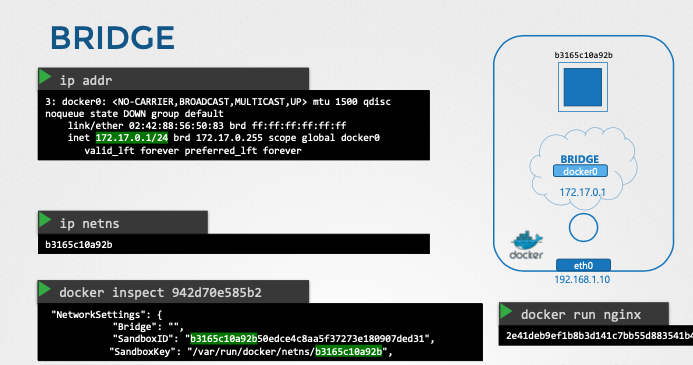 BRIDGE
ip addr
3: docker0: <NO-CARRIER,BROADCAST,MULTICAST,UP> mtu 1500 qdisc
noqueue state DOWN group default
link/ether 02:42:88:56:50:83 brd ff:ff:ff:ff:ff:ff
inet 172.17.0.1/24 brd 172.17.0.255 scope global docker0
valid_lft forever preferred_lft forever
ip netns
b3165c10a92b
docker inspect 942d70e585b2
"NetworkSettings": {
"Bridge": "",
"SandboxID": "b3165c10a92b50edce4c8aa5f37273e180907ded31",
"SandboxKey": "/var/run/docker/netns/b3165c10a92b",
b3165c10a92b
BRIDGE
docker0
172.17.0.1
docker
eth0
192.168.1.10
docker run nginx
2e41deb9ef1b8b3d141c7bb55d883541b4